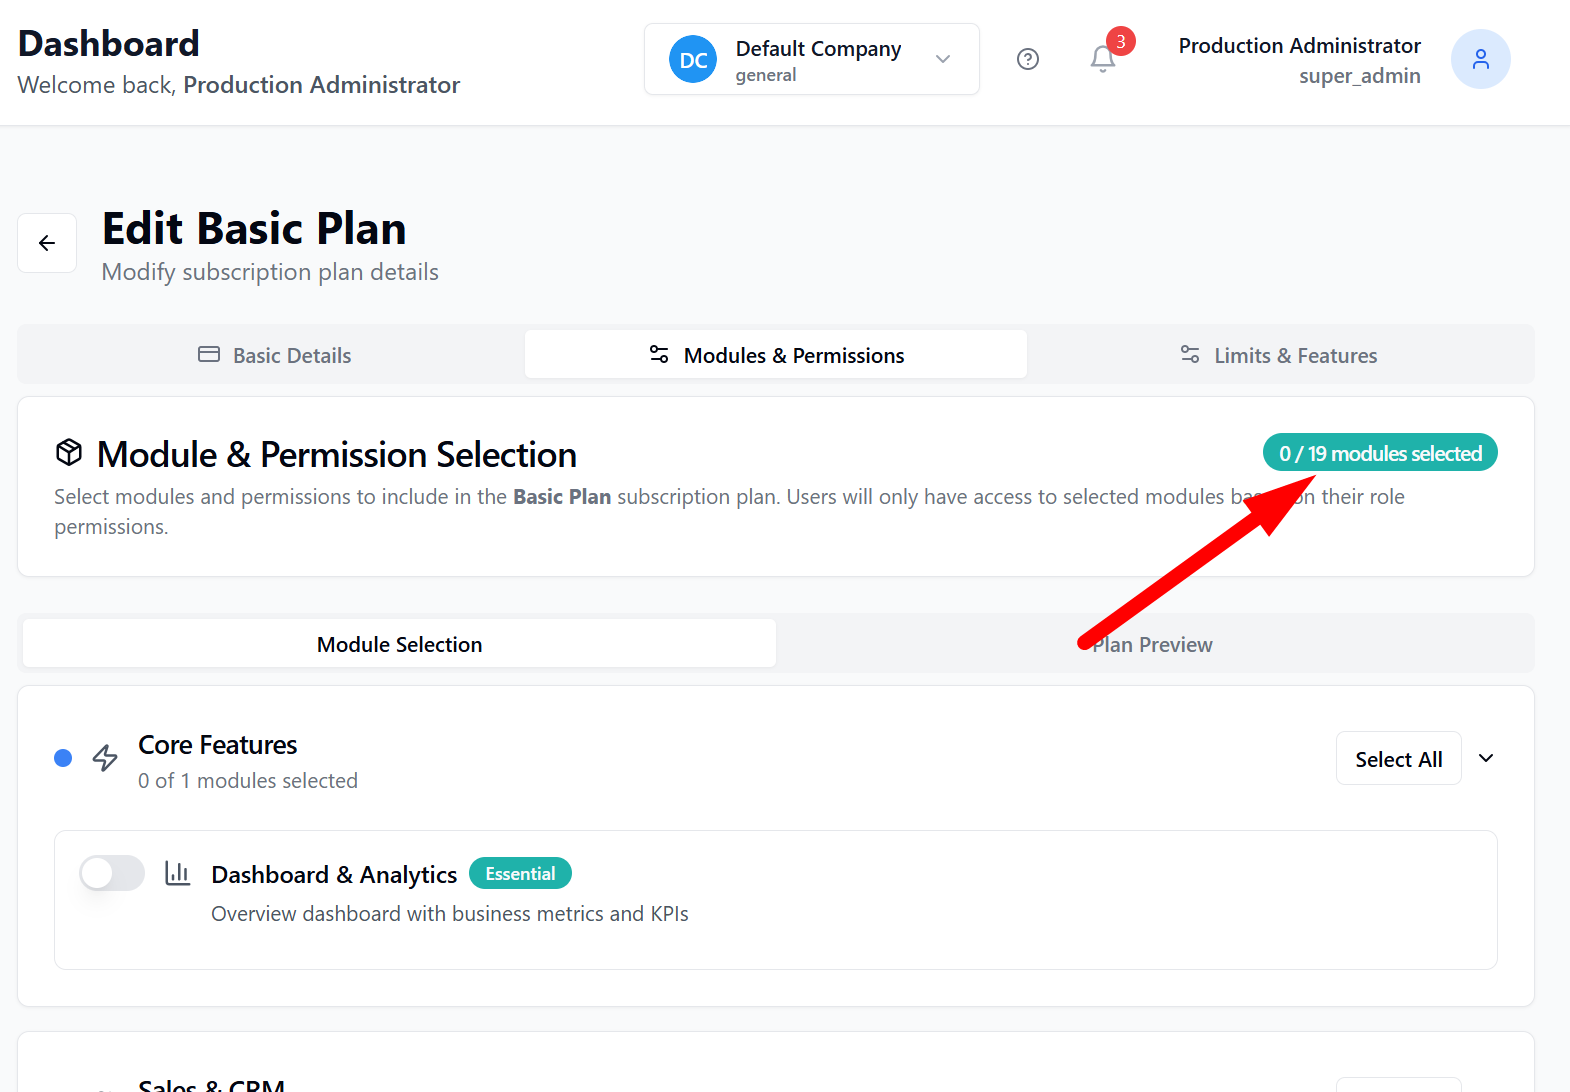 Dashboard
Welcome back, Production Administrator
DC
Default Company
general
3
Production Administrator
super_admin
Edit Basic Plan
Modify subscription plan details
Basic Details
Modules & Permissions
Limits & Features
Module & Permission Selection
0 / 19 modules selected
Select modules and permissions to include in the Basic Plan subscription plan. Users will only have access to selected modules based on their role
permissions.
Module Selection
Plan Preview
Core Features
0 of 1 modules selected
Select All
Dashboard & Analytics
Essential
Overview dashboard with business metrics and KPIs
Sales & CRM